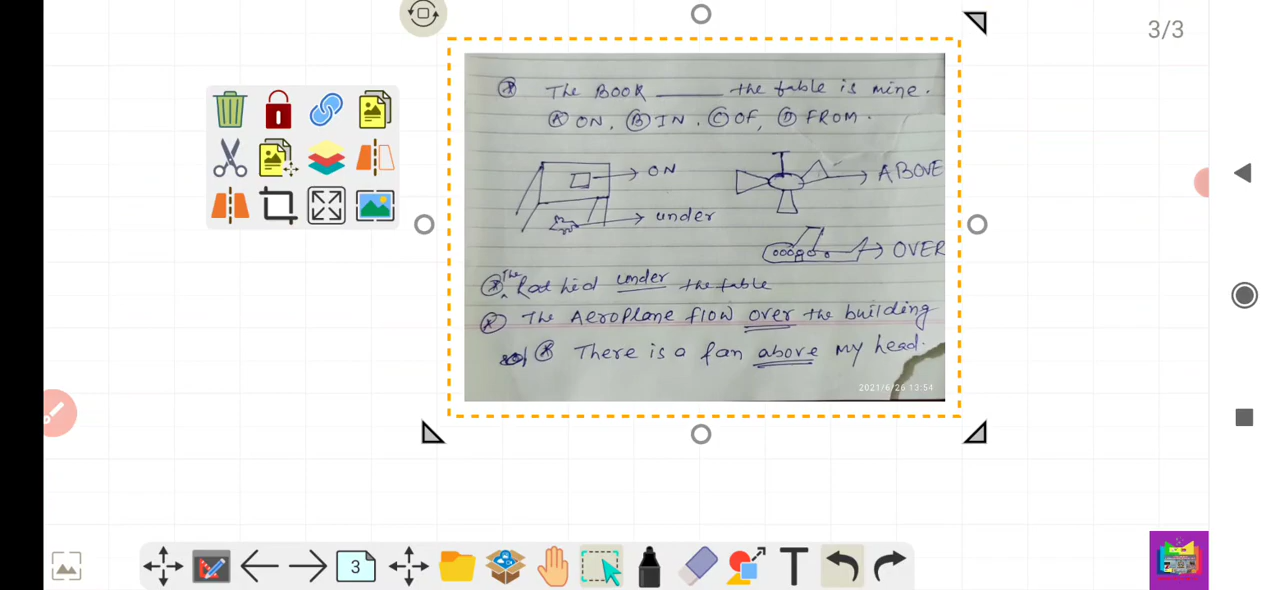 3/3
The BOOK ______ the table is mine.
Ⓐ ON, Ⓑ IN, Ⓒ OF, Ⓓ FROM.
ON
ABOVE
under
OVER
The Rat hid under the table
The AeroPlane flow over the building
There is a fan above my head.
2021/6/26 13:54
3
T